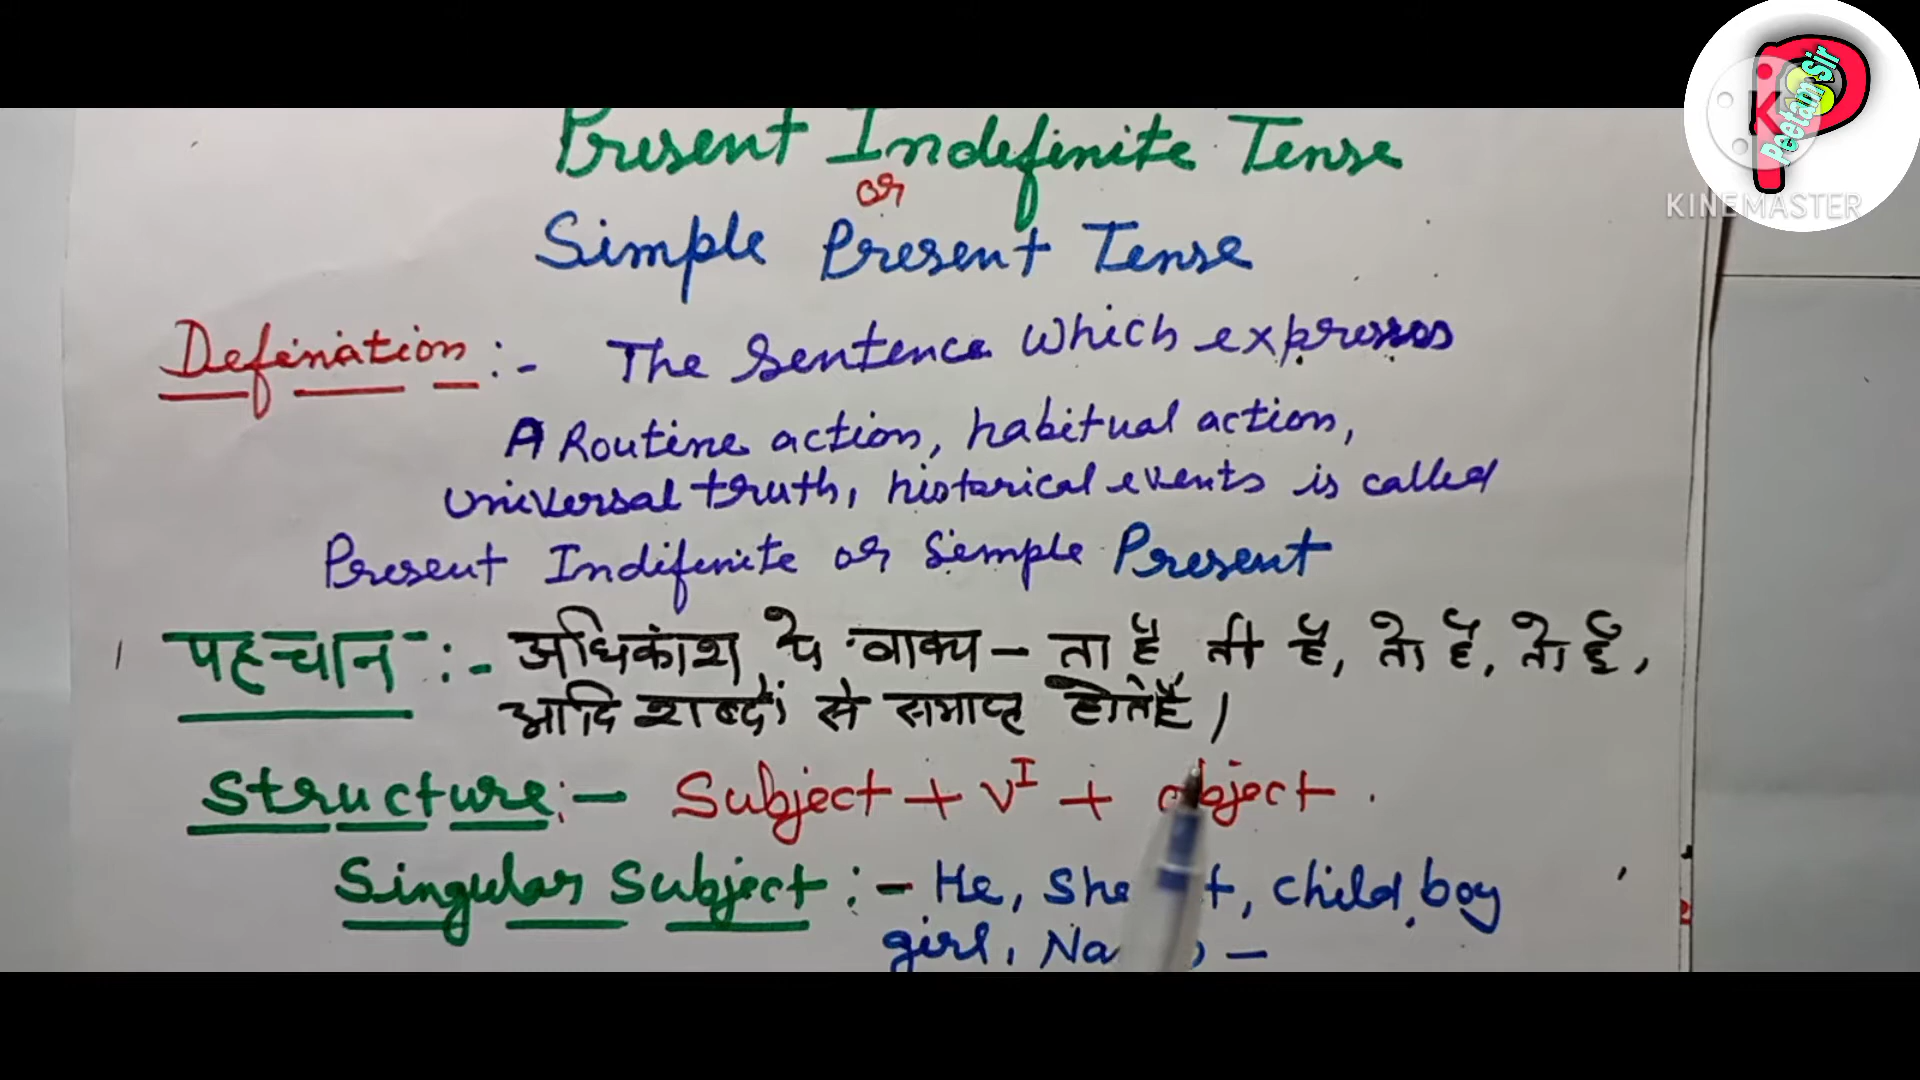 Present Indefinite Tense
or
Simple Present Tense
Defination :- The Sentence which expresses
A Routine action, habitual action,
universal truth, historical events is called
Present Indifinite or Simple Present
पहचान :- अधिकांश ये वाक्य - ता है, ती है, ते है, ते हैं,
आदि शब्दों से समाप्त होते हैं।
Structure :- Subject + V^I + object.
Singular Subject :- He, She, child, boy
girl,
Peetam Sir
KINEMASTER